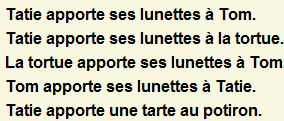 Tatie apporte ses lunettes à Tom.
Tatie apporte ses lunettes à la tortue.
La tortue apporte ses lunettes à Tom
Tom apporte ses lunettes à Tatie.
Tatie apporte une tarte au potiron.